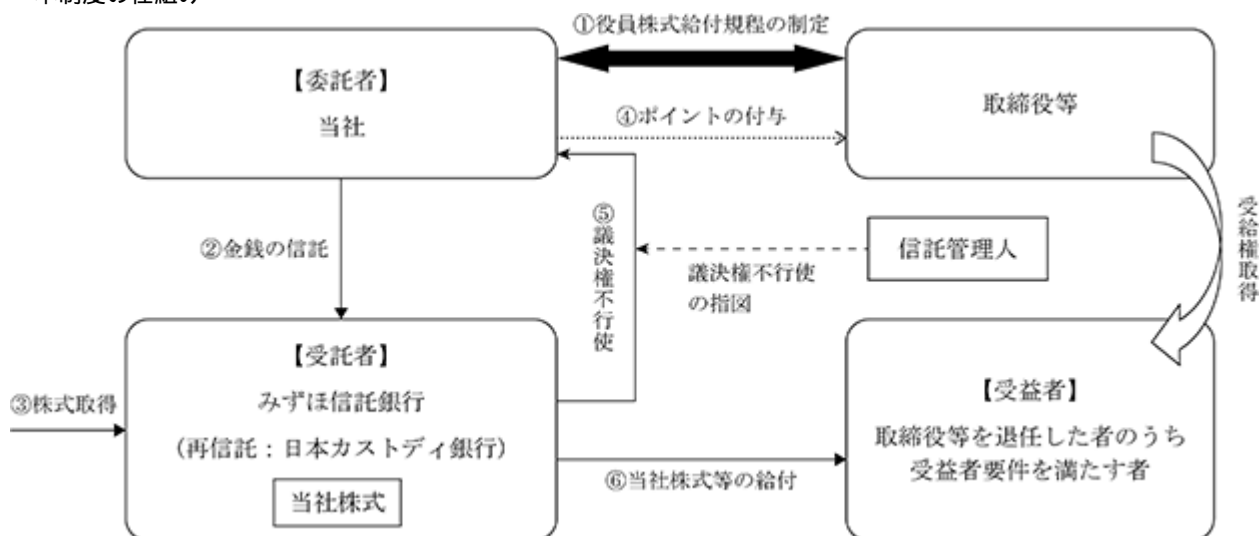 ①役員株式給付規程の制定
【委託者】
当社
取締役等
④ポイントの付与
②金銭の信託
⑤議決権不行使
議決権不行使
の指図
信託管理人
受給権取得
③株式取得
【受託者】
みずほ信託銀行
(再信託:日本カストディ銀行)
当社株式
⑥当社株式等の給付
【受益者】
取締役等を退任した者のうち
受益者要件を満たす者